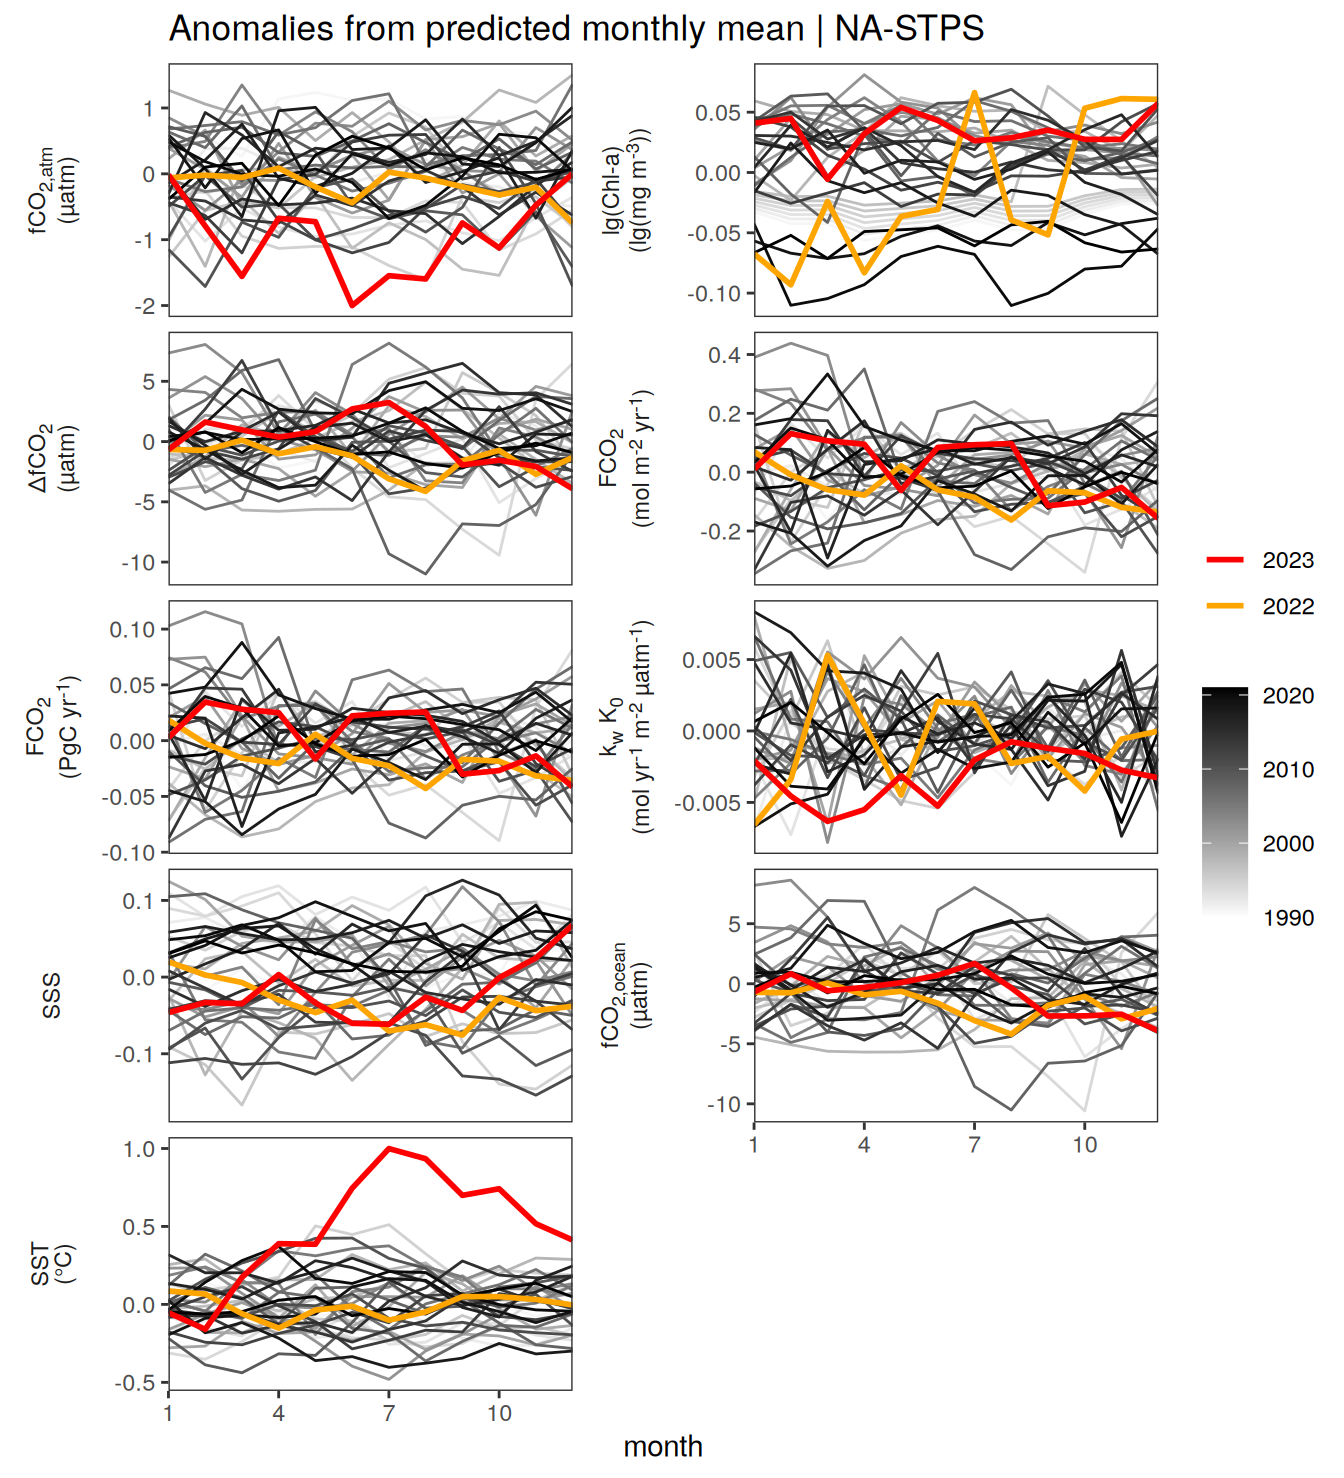 Anomalies from predicted monthly mean | NA-STPS
fCO2,atm
(µatm)
1
0
-1
-2
lg(Chl-a)
(lg(mg m-3))
0.05
0.00
-0.05
-0.10
ΔfCO2
(µatm)
5
0
-5
-10
FCO2
(mol m-2 yr-1)
0.4
0.2
0.0
-0.2
FCO2
(PgC yr-1)
0.10
0.05
0.00
-0.05
-0.10
kw K0
(mol yr-1 m-2 µatm-1)
0.005
0.000
-0.005
SSS
0.1
0.0
-0.1
fCO2,ocean
(µatm)
5
0
-5
-10
1 4 7 10
SST
(°C)
1.0
0.5
0.0
-0.5
1 4 7 10
month
2023
2022
2020
2010
2000
1990